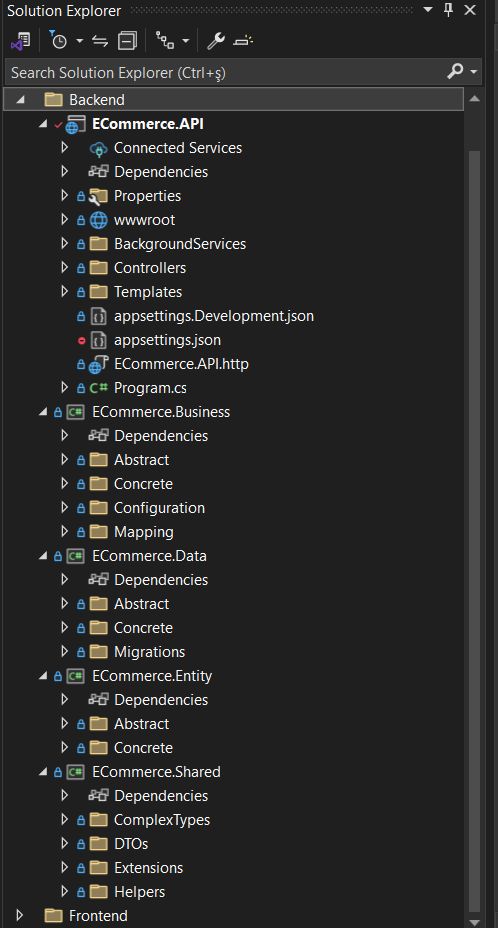 Solution Explorer
Search Solution Explorer (Ctrl+ş)
Backend
ECommerce.API
Connected Services
Dependencies
Properties
wwwroot
BackgroundServices
Controllers
Templates
appsettings.Development.json
appsettings.json
ECommerce.API.http
C# Program.cs
C# ECommerce.Business
Dependencies
Abstract
Concrete
Configuration
Mapping
C# ECommerce.Data
Dependencies
Abstract
Concrete
Migrations
C# ECommerce.Entity
Dependencies
Abstract
Concrete
C# ECommerce.Shared
Dependencies
ComplexTypes
DTOs
Extensions
Helpers
Frontend